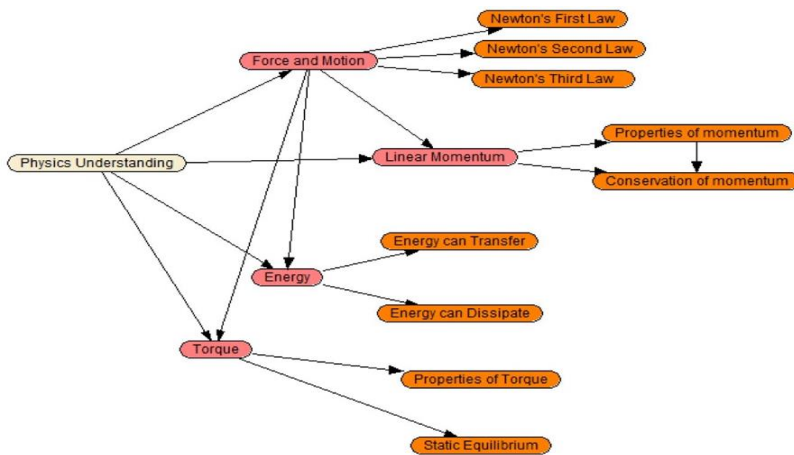 Newton's First Law
Newton's Second Law
Force and Motion
Newton's Third Law
Properties of momentum
Physics Understanding
Linear Momentum
Conservation of momentum
Energy can Transfer
Energy
Energy can Dissipate
Torque
Properties of Torque
Static Equilibrium